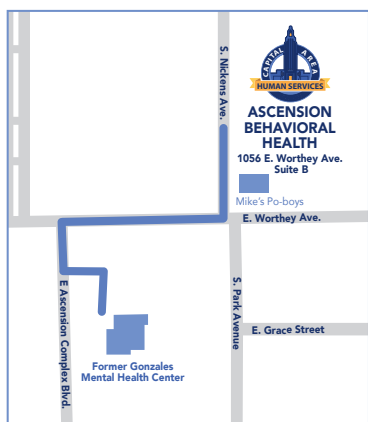 CAPITAL AREA
HUMAN SERVICES
S. Nickens Ave.
ASCENSION
BEHAVIORAL
HEALTH
1056 E. Worthey Ave.
Suite B
Mike's Po-boys
E. Worthey Ave.
E Ascension Complex Blvd.
S. Park Avenue
E. Grace Street
Former Gonzales
Mental Health Center